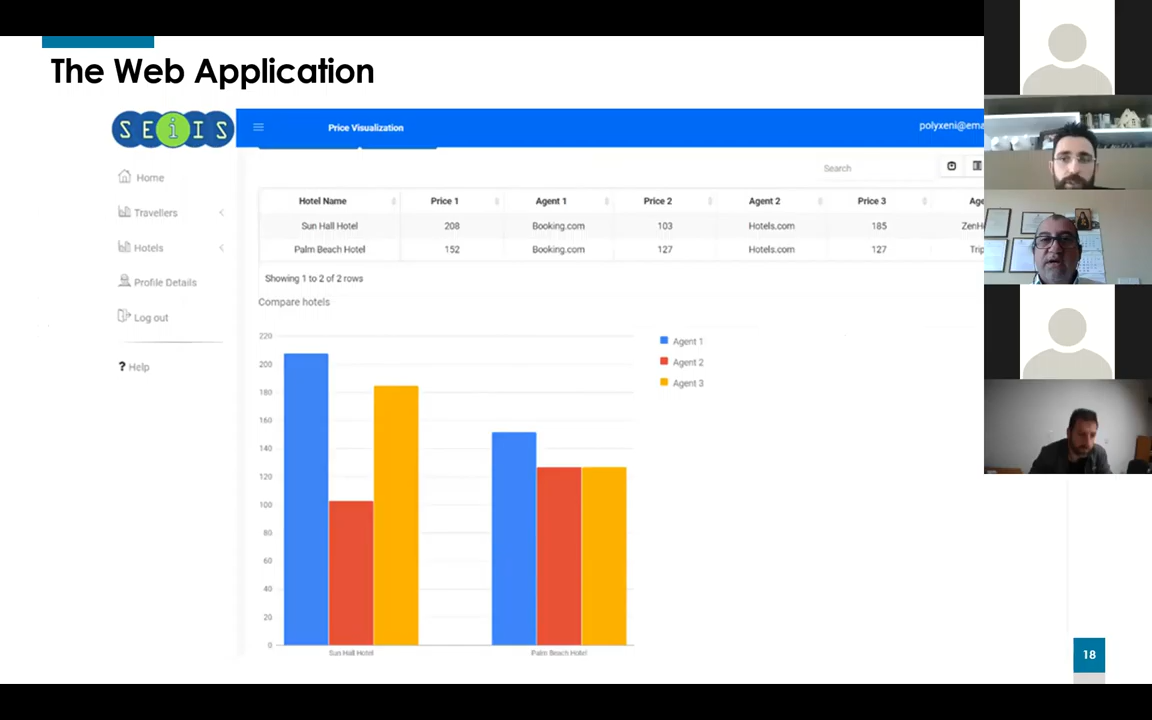 The Web Application
SEiiS
Price Visualization
polyxeni@ema
Home
Travellers
Hotels
Profile Details
Log out
? Help
Search
Hotel Name Price 1 Agent 1 Price 2 Agent 2 Price 3 Age
Sun Hall Hotel 208 Booking.com 103 Hotels.com 185 ZenH
Palm Beach Hotel 152 Booking.com 127 Hotels.com 127 Trip
Showing 1 to 2 of 2 rows
Compare hotels
220
200
180
160
140
120
100
80
60
40
20
0
Agent 1
Agent 2
Agent 3
Sun Hall Hotel
Palm Beach Hotel
18